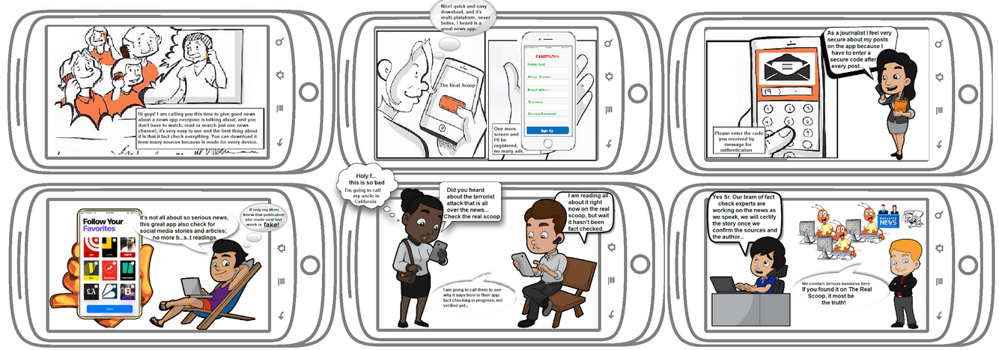 Hi guys! I am calling you this time to give good news
about a news app everyone is talking about, and you
don't have to watch, read or search just one news
channel; it's very easy to use and the best thing about
it is that it fact check everything. You can download it
from many sources because is made for every device.
Nice! quick and easy
download, and it's
multi plataform, never
better, I heard is a
great news app.
The Real Scoop
One more
screen and
I'll be
registered,
no many ads.
Sign Up
As a journalist I feel very
secure about my posts
on the app because I
have to enter a
secure code after
every post...
Please enter the code
you received by
message for
authentication
Follow Your
Favorites
Done
It's not all about so serious news,
this great app also check for
social media stories and articles;
no more b...s..t readings.
If only my Mom
knew that publication
she made viral last
week is fake!
Holy f...
this is so bad
I'm going to call
my uncle in
California
Did you heard
about the terrorist
attack that is all
over the news...
Check the real scoop
I am reading all
about it right
now on the real
scoop, but wait
it hasn't been
fact checked.
I am going to call them to see
why it says here in their app:
fact checking in progress, not
verified yet...
Yes Sr. Our team of fact
check experts are
working on the news as
we speak, we will certify
the story once we
confirm the sources and
the author...
BREAKING
NEWS
We conduct Serious business here
If you found it on The Real
Scoop, it most be
the truth!